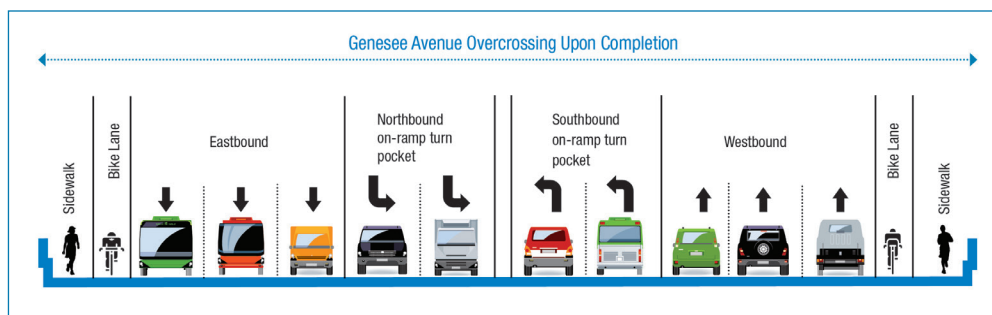 Genesee Avenue Overcrossing Upon Completion
Sidewalk
Bike Lane
Eastbound
Northbound
on-ramp turn
pocket
Southbound
on-ramp turn
pocket
Westbound
Bike Lane
Sidewalk